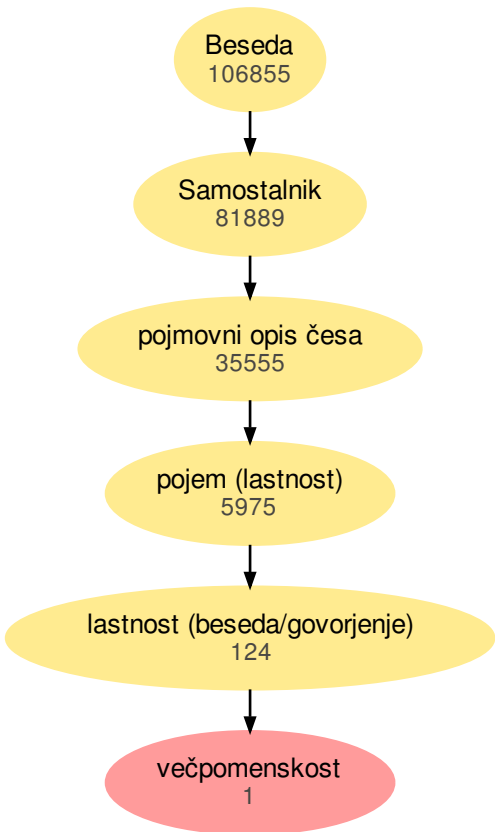 Beseda
106855
Samostalnik
81889
pojmovni opis česa
35555
pojem (lastnost)
5975
lastnost (beseda/govorjenje)
124
večpomenskost
1